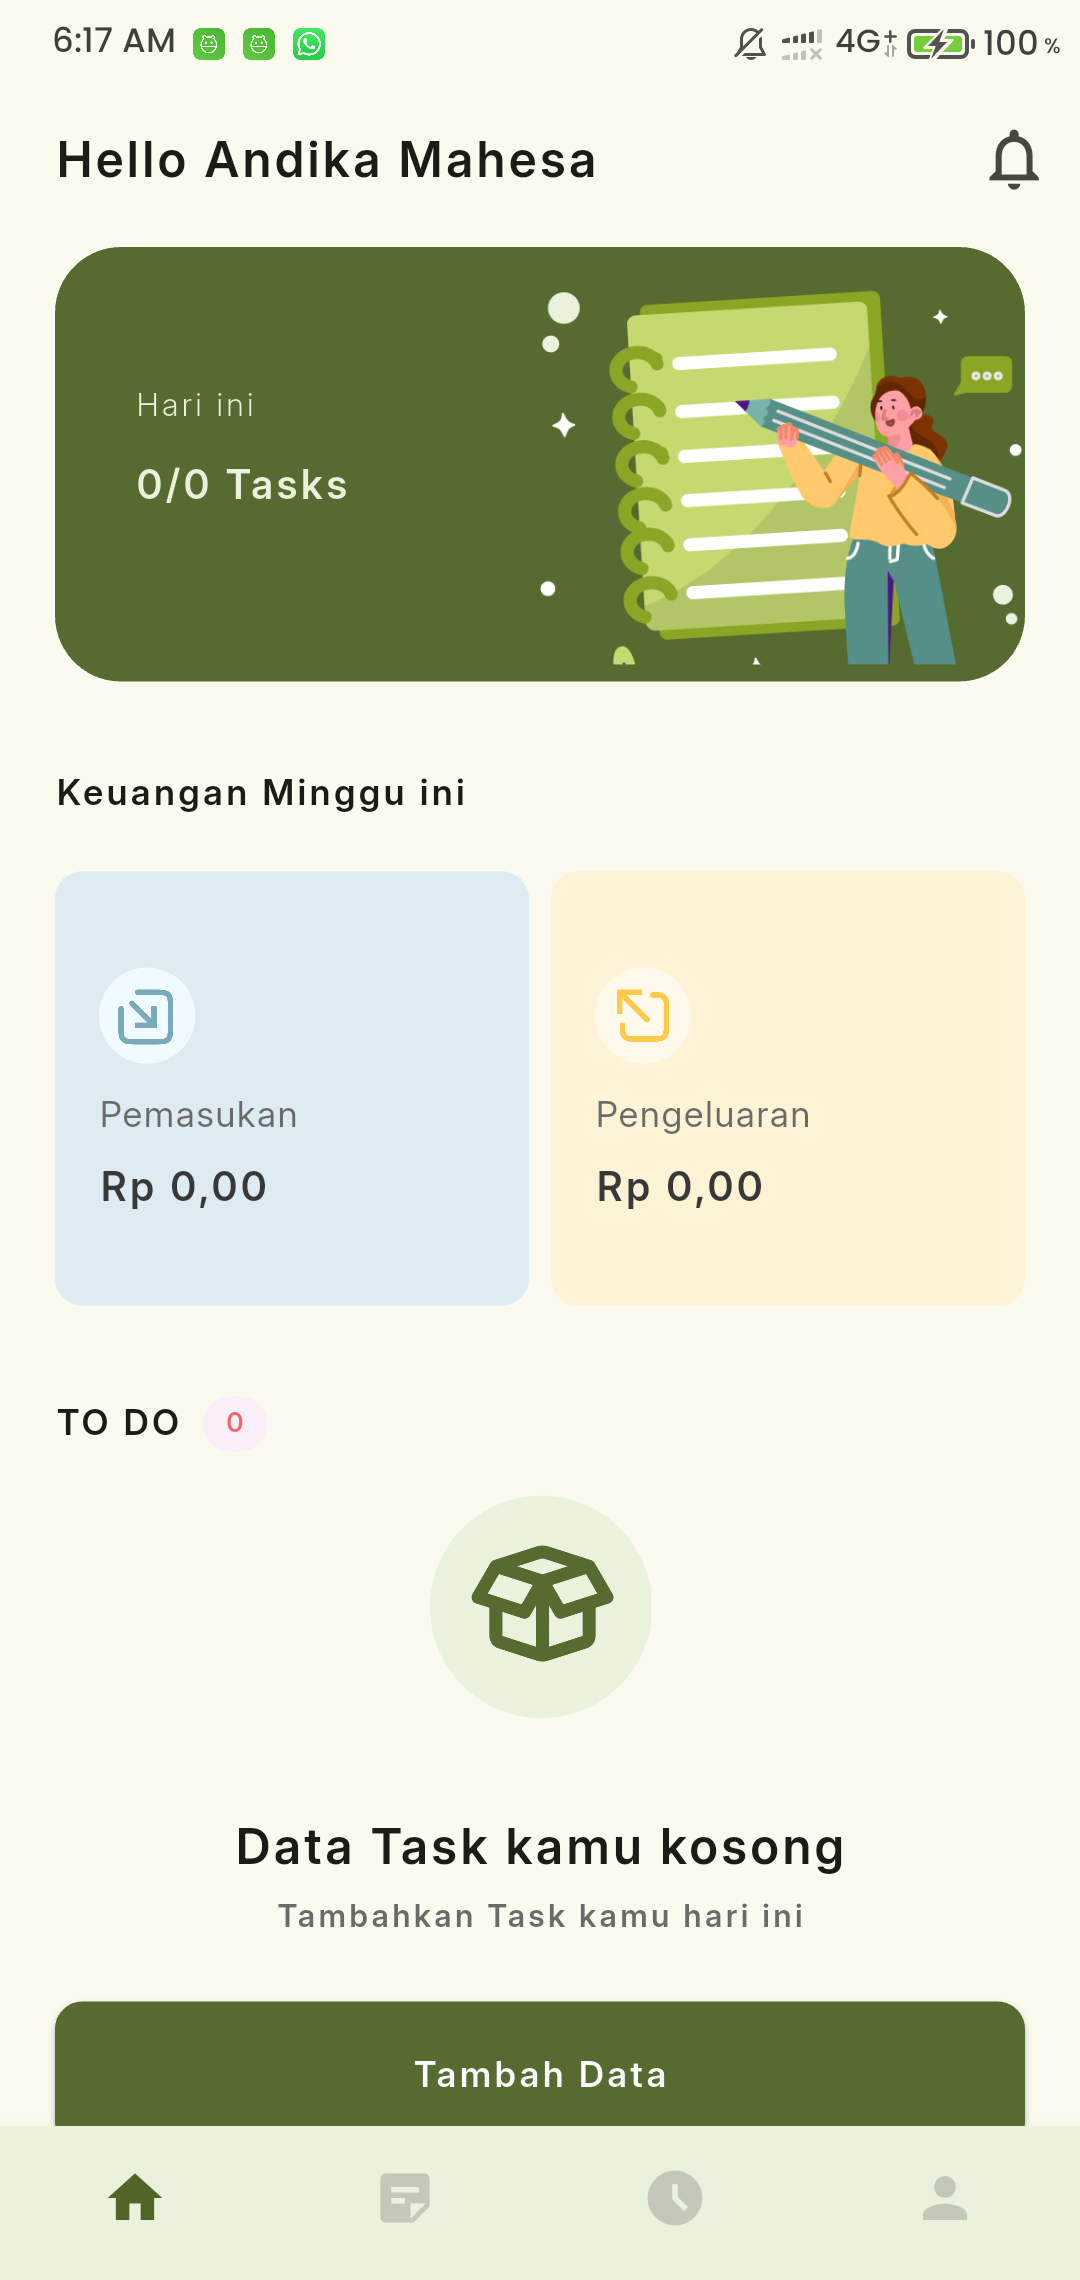 6:17 AM 4G 100 %
Hello Andika Mahesa
Hari ini
0/0 Tasks
Keuangan Minggu ini
Pemasukan
Rp 0,00
Pengeluaran
Rp 0,00
TO DO 0
Data Task kamu kosong
Tambahkan Task kamu hari ini
Tambah Data